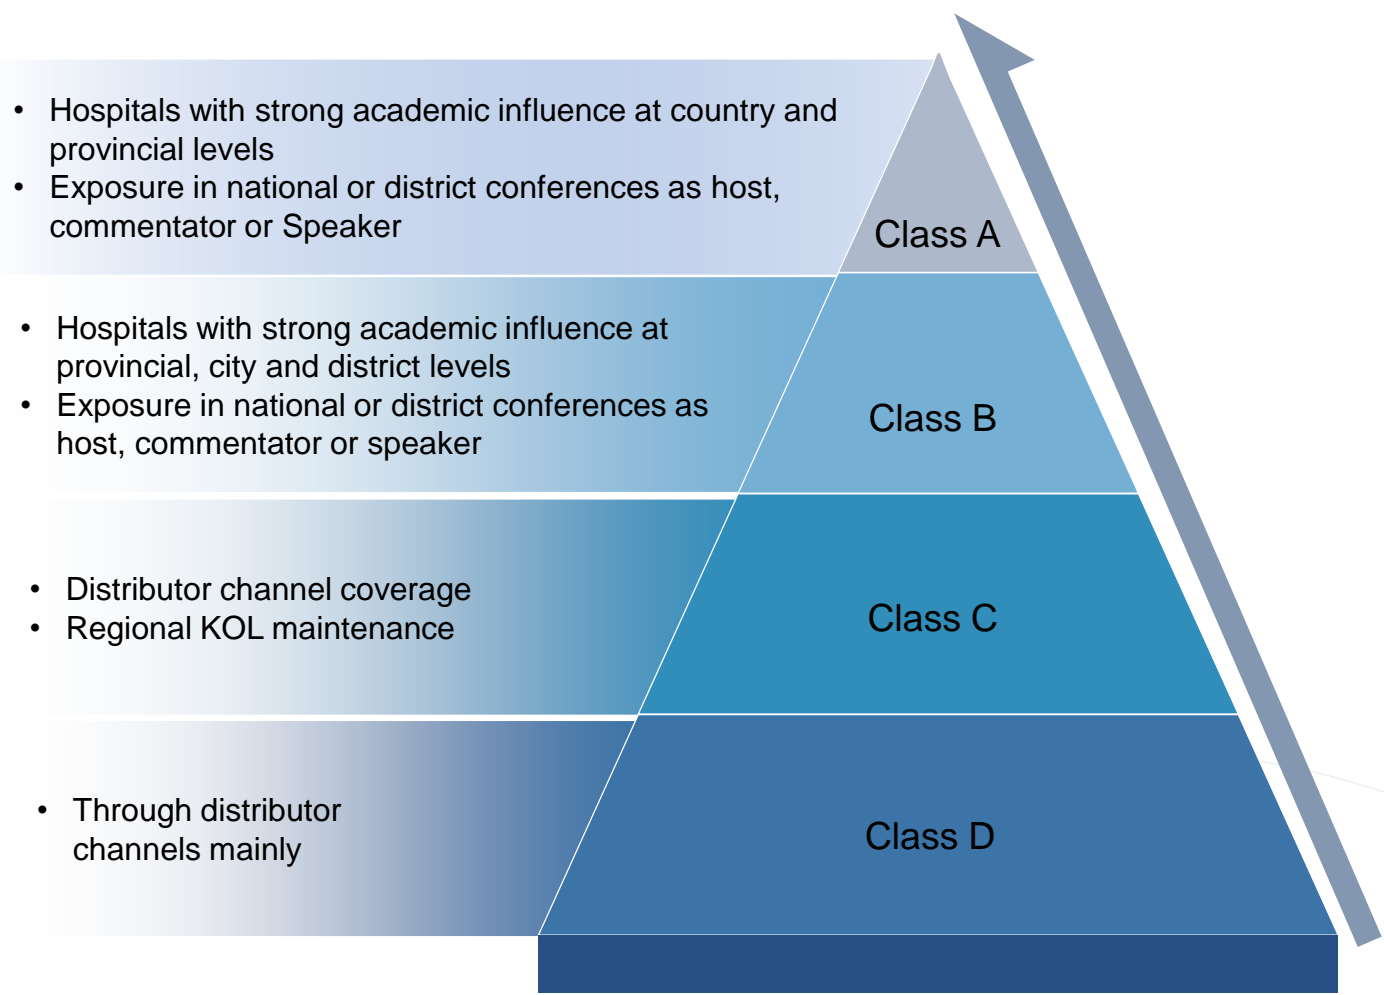 • Hospitals with strong academic influence at country and
provincial levels
• Exposure in national or district conferences as host,
commentator or Speaker
Class A
• Hospitals with strong academic influence at
provincial, city and district levels
• Exposure in national or district conferences as
host, commentator or speaker
Class B
• Distributor channel coverage
• Regional KOL maintenance
Class C
• Through distributor
channels mainly
Class D